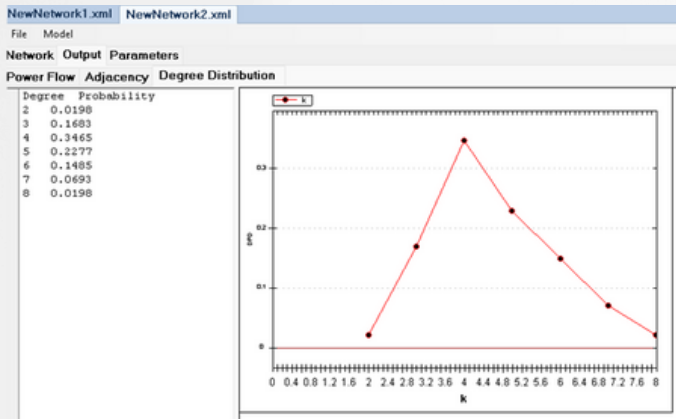 NewNetwork1.xml NewNetwork2.xml
File Model
Network Output Parameters
Power Flow Adjacency Degree Distribution
Degree Probability
2 0.0198
3 0.1683
4 0.3465
5 0.2277
6 0.1485
7 0.0693
8 0.0198
k
0.3
0.2
0.1
0
DPD
0 0.4 0.8 1.2 1.6 2 2.4 2.8 3.2 3.6 4 4.4 4.8 5.2 5.6 6 6.4 6.8 7.2 7.6 8
k